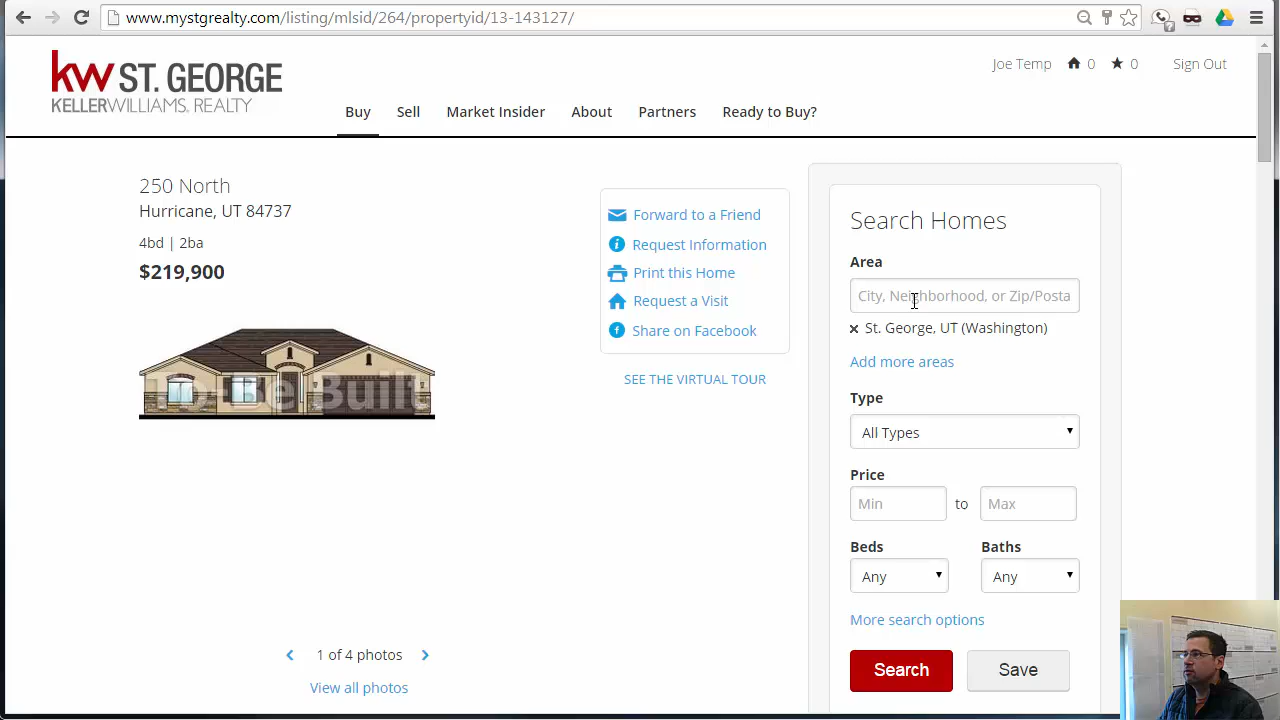 www.mystgrealty.com/listing/mlsid/264/propertyid/13-143127/
kw ST. GEORGE
KELLERWILLIAMS. REALTY
Joe Temp 0 0 Sign Out
Buy Sell Market Insider About Partners Ready to Buy?
250 North
Hurricane, UT 84737
4bd | 2ba
$219,900
To-Be Built
1 of 4 photos
View all photos
Forward to a Friend
Request Information
Print this Home
Request a Visit
Share on Facebook
SEE THE VIRTUAL TOUR
Search Homes
Area
City, Neighborhood, or Zip/Posta
× St. George, UT (Washington)
Add more areas
Type
All Types
Price
Min to Max
Beds Baths
Any Any
More search options
Search Save